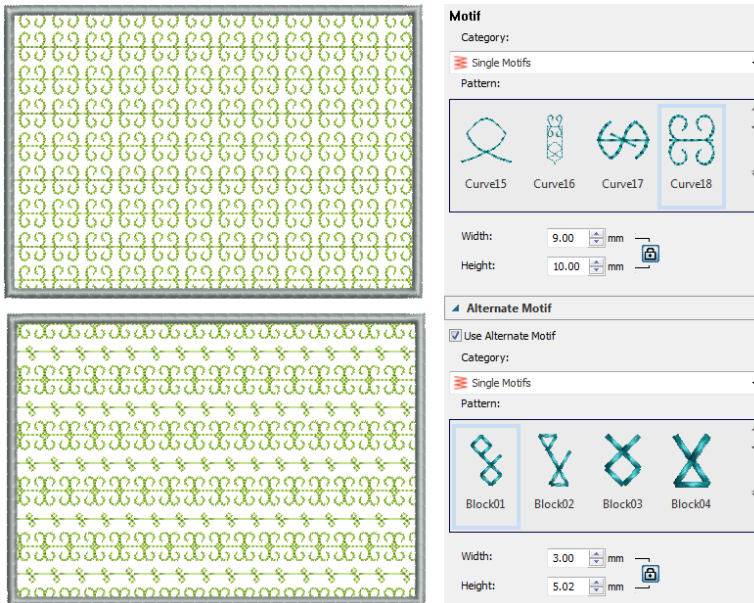 Motif
Category:
Single Motifs
Pattern:
Curve15 Curve16 Curve17 Curve18
Width: 9.00 mm
Height: 10.00 mm
Alternate Motif
Use Alternate Motif
Category:
Single Motifs
Pattern:
Block01 Block02 Block03 Block04
Width: 3.00 mm
Height: 5.02 mm